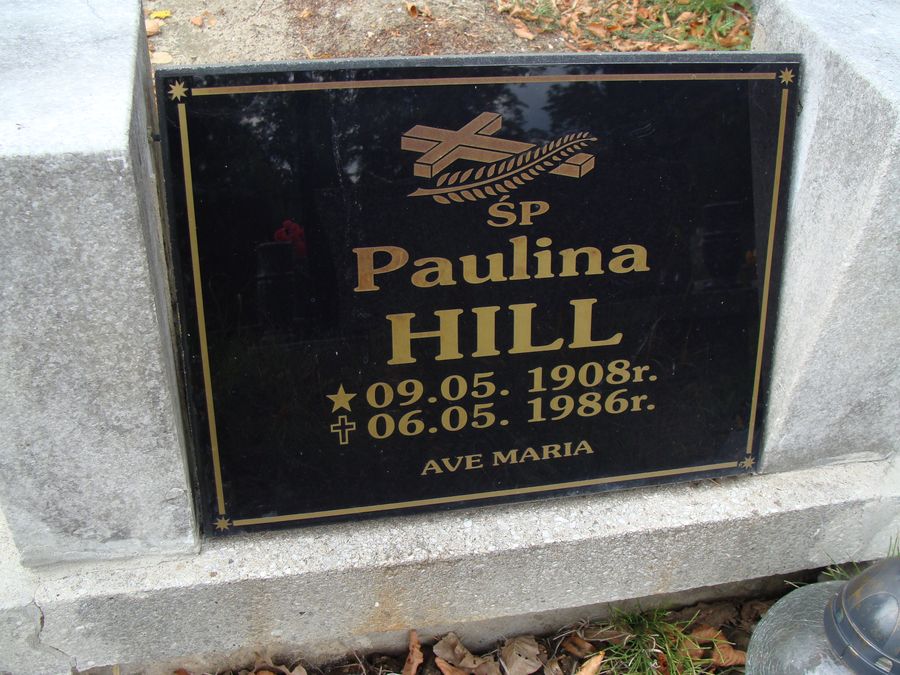 ŚP
Paulina
HILL
09.05. 1908r.
06.05. 1986r.
AVE MARIA